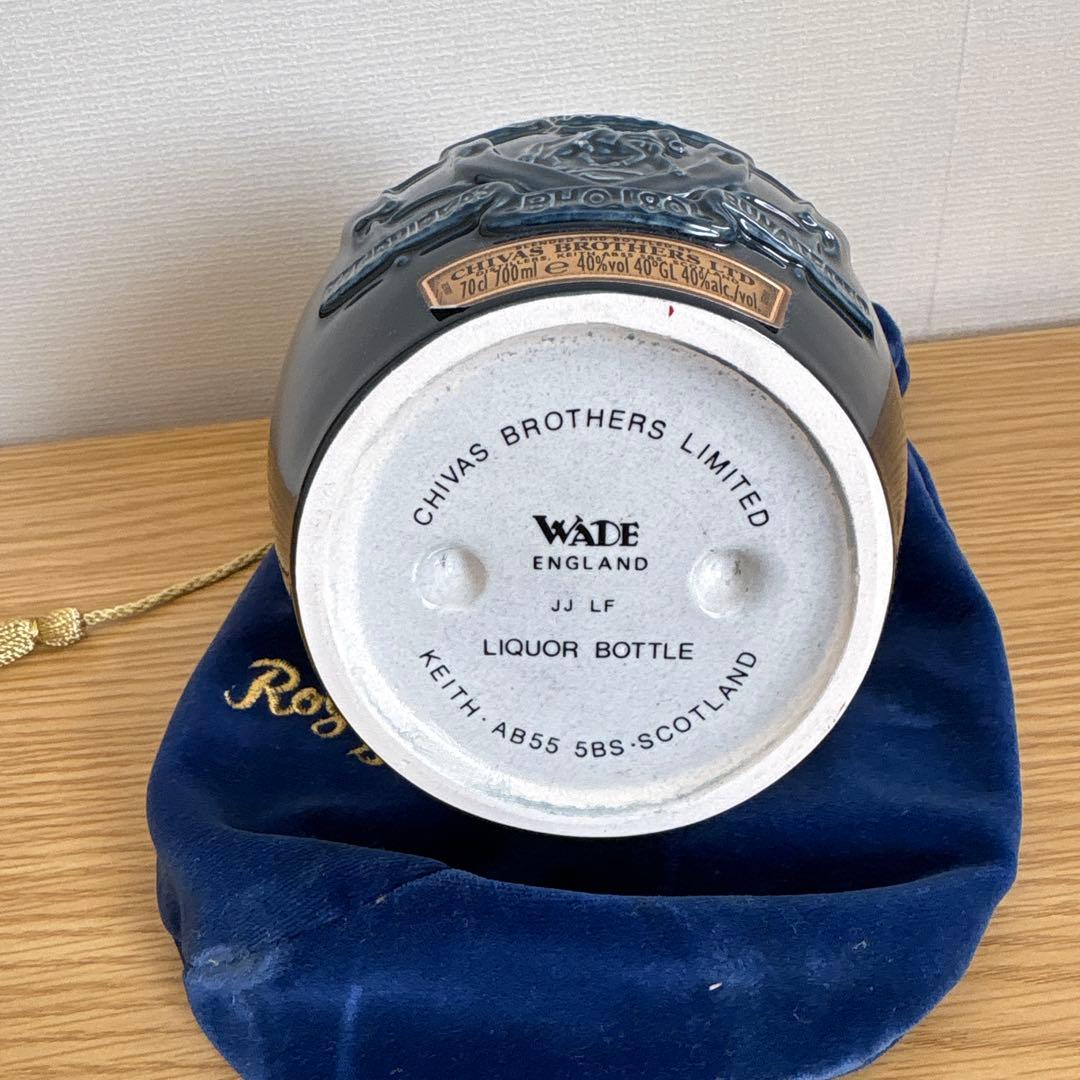 CHIVAS BROTHERS LTD
70cl 700ml e 40%vol 40°GL 40%alc./vol.
CHIVAS BROTHERS LIMITED
WADE
ENGLAND
JJ LF
LIQUOR BOTTLE
KEITH · AB55 5BS · SCOTLAND
Roy